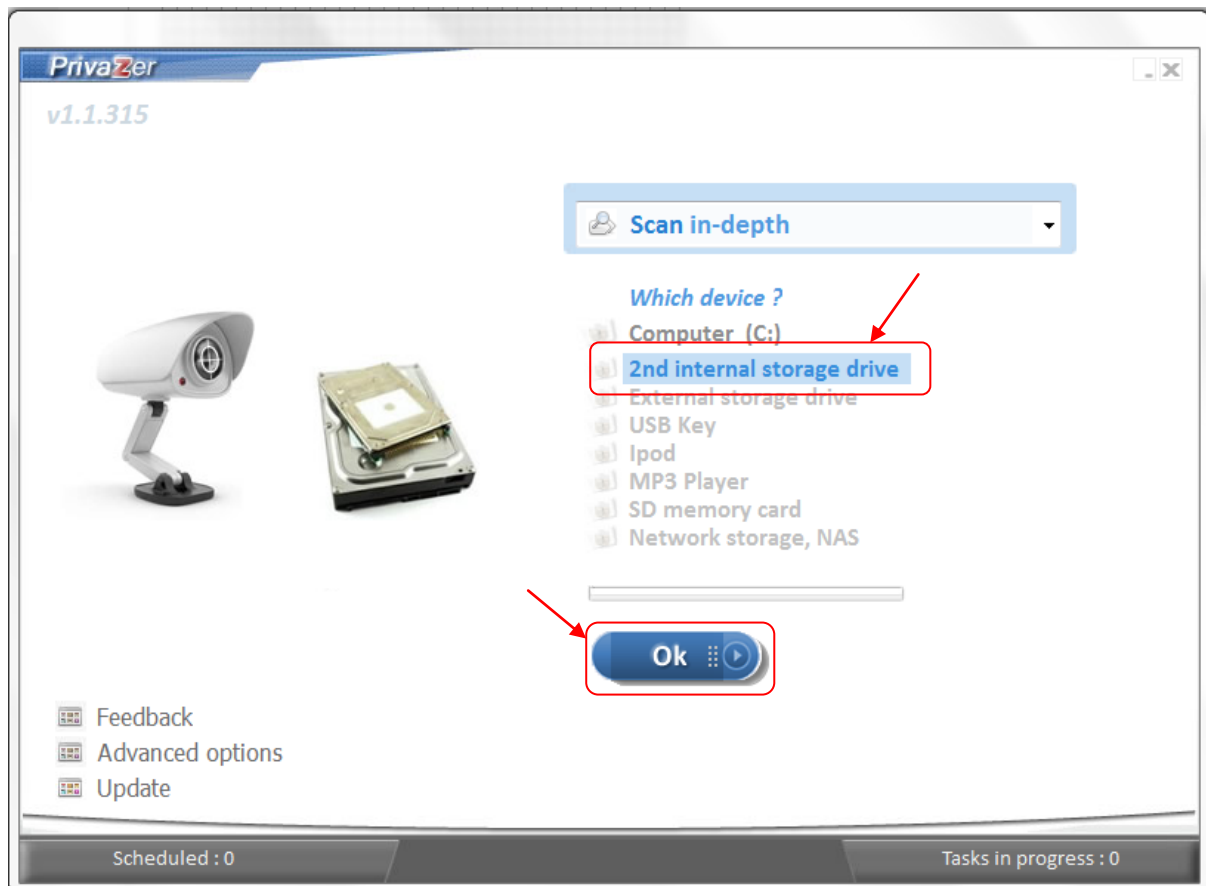 PrivaZer
v1.1.315
Scan in-depth
Which device ?
Computer (C:)
2nd internal storage drive
External storage drive
USB Key
Ipod
MP3 Player
SD memory card
Network storage, NAS
Ok
Feedback
Advanced options
Update
Scheduled : 0
Tasks in progress : 0